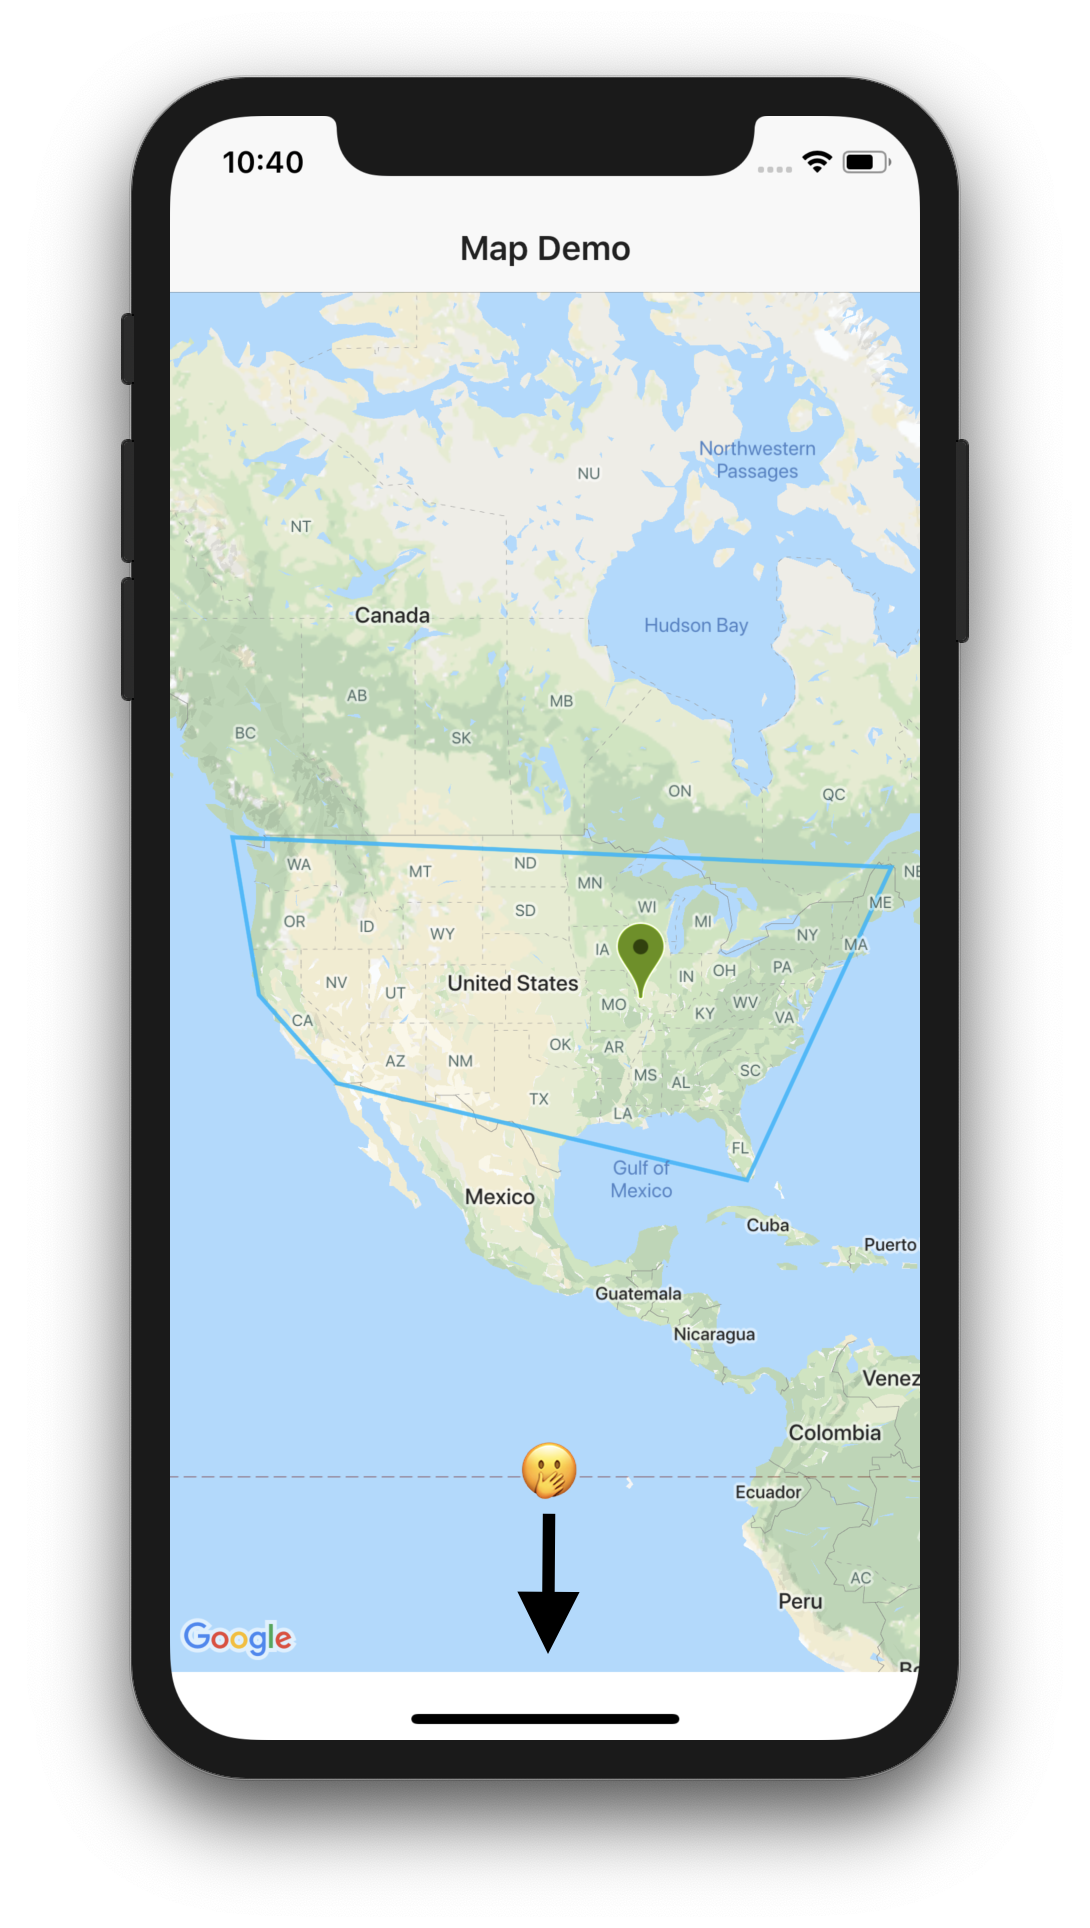 10:40
Map Demo
Northwestern
Passages
NU
NT
Canada
Hudson Bay
AB
MB
BC
SK
ON
QC
WA
MT
ND
NE
MN
ME
OR
ID
WY
SD
WI
MI
NY
MA
IA
NV
UT
United States
IN
OH
PA
MO
KY
WV
VA
CA
AZ
NM
OK
AR
MS
AL
SC
TX
LA
FL
Gulf of
Mexico
Mexico
Cuba
Puerto
Guatemala
Nicaragua
Venez
Colombia
Ecuador
AC
Peru
Google
Bo